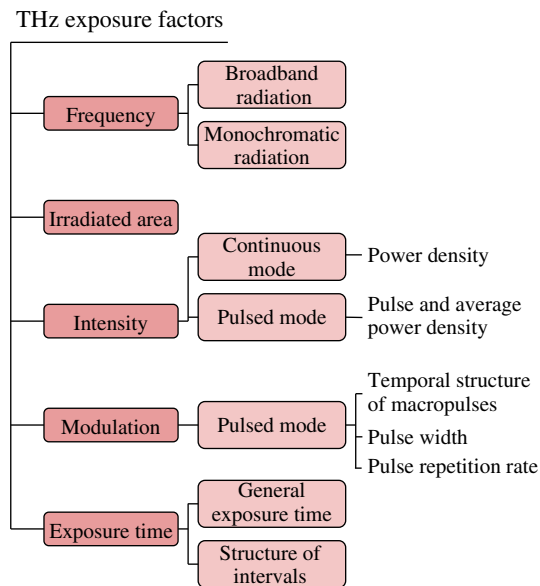 THz exposure factors
Frequency
Broadband
radiation
Monochromatic
radiation
Irradiated area
Intensity
Continuous
mode
Power density
Pulsed mode
Pulse and average
power density
Modulation
Pulsed mode
Temporal structure
of macropulses
Pulse width
Pulse repetition rate
Exposure time
General
exposure time
Structure of
intervals